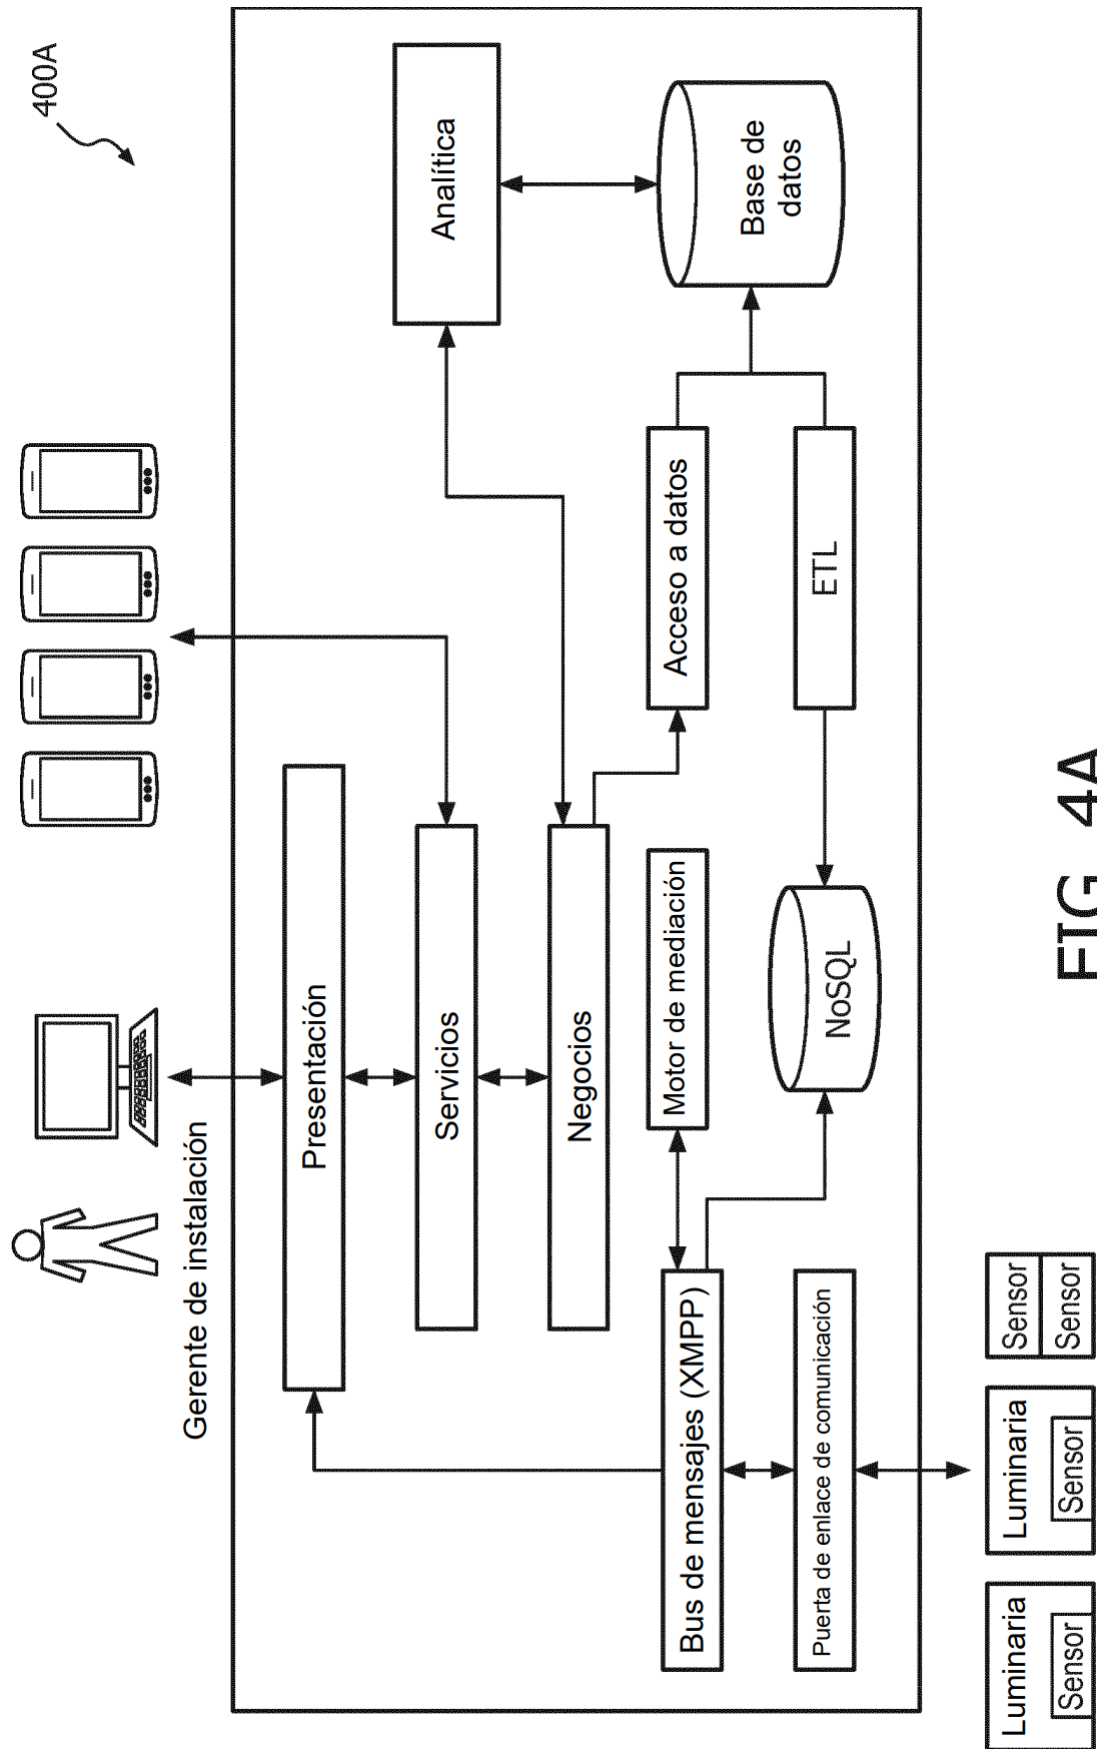 400A
Gerente de instalación
Presentación
Servicios
Negocios
Analítica
Bus de mensajes (XMPP)
Motor de mediación
Acceso a datos
Base de
datos
Puerta de enlace de comunicación
NoSQL
ETL
Luminaria
Sensor
Luminaria
Sensor
Sensor
Sensor
FIG. 4A